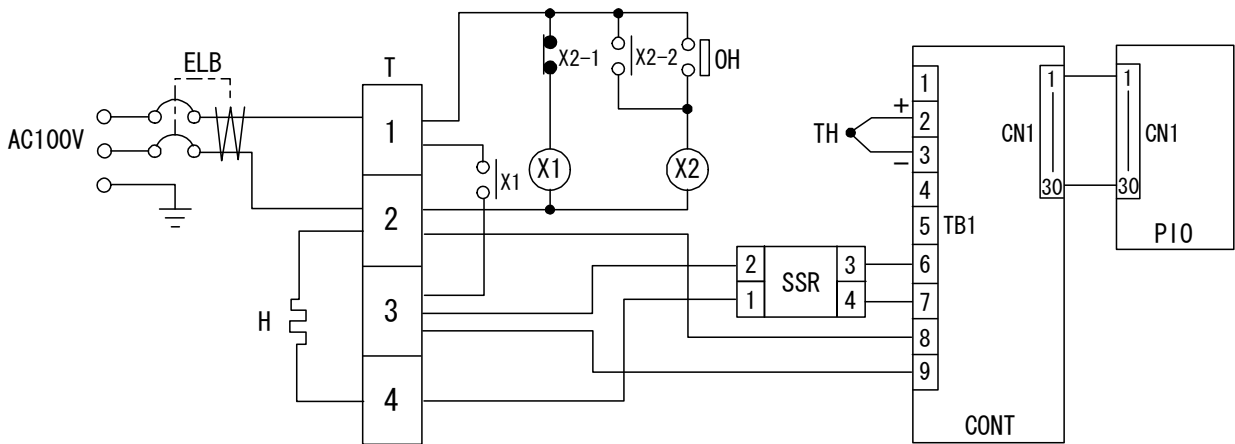 ELB
AC100V
T
1
2
3
4
H
X1
X2-1
X2-2
OH
X1
X2
TH
+
−
SSR
2
1
3
4
1
2
3
4
5
6
7
8
9
TB1
CONT
CN1
1
30
1
30
CN1
PIO